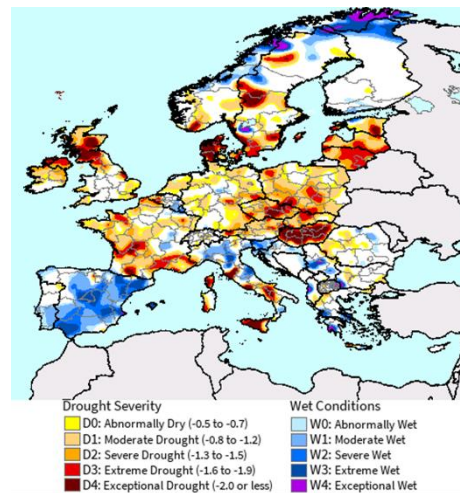 Drought Severity
D0: Abnormally Dry (-0.5 to -0.7)
D1: Moderate Drought (-0.8 to -1.2)
D2: Severe Drought (-1.3 to -1.5)
D3: Extreme Drought (-1.6 to -1.9)
D4: Exceptional Drought (-2.0 or less)
Wet Conditions
W0: Abnormally Wet
W1: Moderate Wet
W2: Severe Wet
W3: Extreme Wet
W4: Exceptional Wet